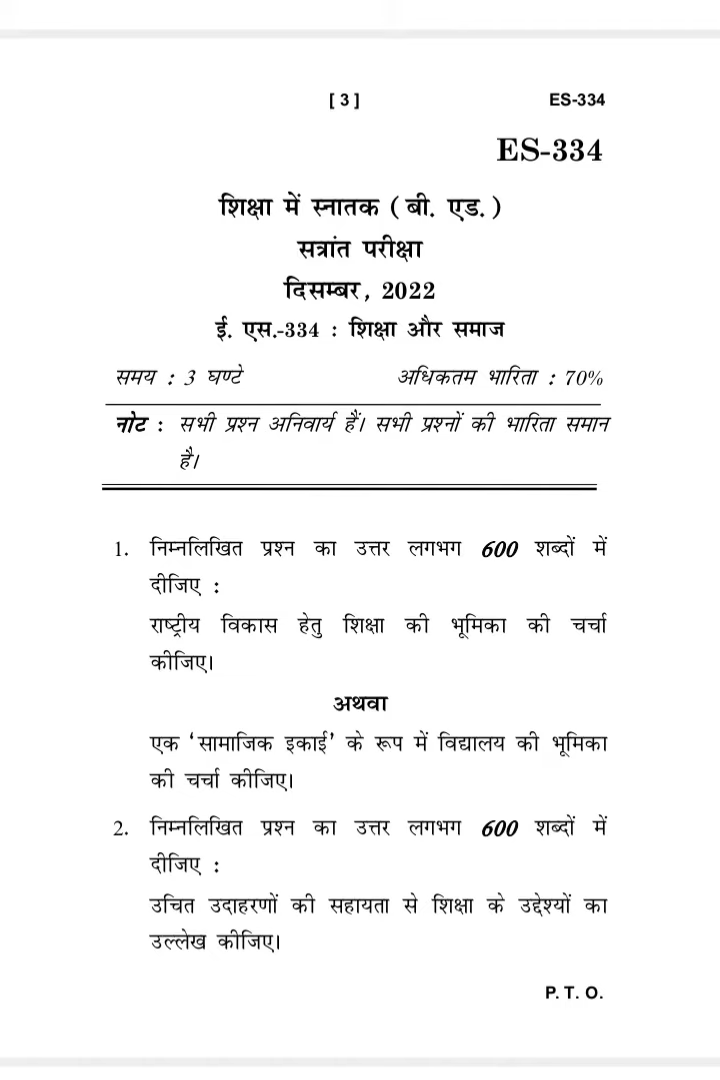 [ 3 ] ES-334
ES-334
शिक्षा में स्नातक ( बी. एड. )
सत्रांत परीक्षा
दिसम्बर, 2022
ई. एस.-334 : शिक्षा और समाज
समय : 3 घण्टे अधिकतम भारिता : 70%
नोट : सभी प्रश्न अनिवार्य हैं। सभी प्रश्नों की भारिता समान
है।
1. निम्नलिखित प्रश्न का उत्तर लगभग 600 शब्दों में
दीजिए :
राष्ट्रीय विकास हेतु शिक्षा की भूमिका की चर्चा
कीजिए।
अथवा
एक ‘सामाजिक इकाई’ के रूप में विद्यालय की भूमिका
की चर्चा कीजिए।
2. निम्नलिखित प्रश्न का उत्तर लगभग 600 शब्दों में
दीजिए :
उचित उदाहरणों की सहायता से शिक्षा के उद्देश्यों का
उल्लेख कीजिए।
P. T. O.